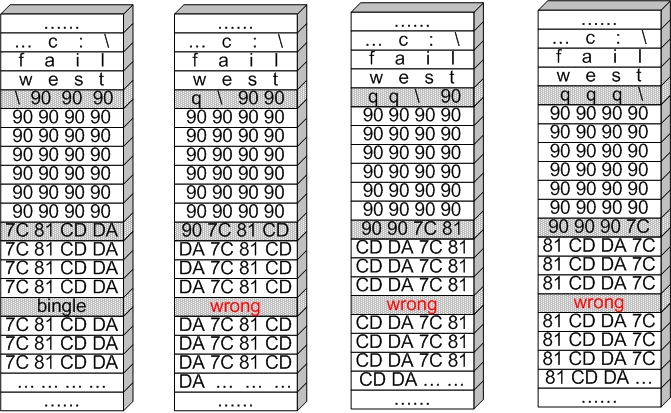 ……
… c : \
f a i l
w e s t
\ 90 90 90
90 90 90 90
90 90 90 90
90 90 90 90
90 90 90 90
90 90 90 90
90 90 90 90
7C 81 CD DA
7C 81 CD DA
7C 81 CD DA
7C 81 CD DA
bingle
7C 81 CD DA
7C 81 CD DA
7C 81 CD DA
… … … …
……
……
… c : \
f a i l
w e s t
q \ 90 90
90 90 90 90
90 90 90 90
90 90 90 90
90 90 90 90
90 90 90 90
90 90 90 90
90 7C 81 CD
DA 7C 81 CD
DA 7C 81 CD
DA 7C 81 CD
wrong
DA 7C 81 CD
DA 7C 81 CD
DA 7C 81 CD
DA … … …
……
……
… c : \
f a i l
w e s t
q q \ 90
90 90 90 90
90 90 90 90
90 90 90 90
90 90 90 90
90 90 90 90
90 90 90 90
90 90 7C 81
CD DA 7C 81
CD DA 7C 81
CD DA 7C 81
wrong
CD DA 7C 81
CD DA 7C 81
CD DA 7C 81
CD DA … …
……
……
… c : \
f a i l
w e s t
q q q \
90 90 90 90
90 90 90 90
90 90 90 90
90 90 90 90
90 90 90 90
90 90 90 90
90 90 90 7C
81 CD DA 7C
81 CD DA 7C
81 CD DA 7C
wrong
81 CD DA 7C
81 CD DA 7C
81 CD DA 7C
81 CD DA …
……